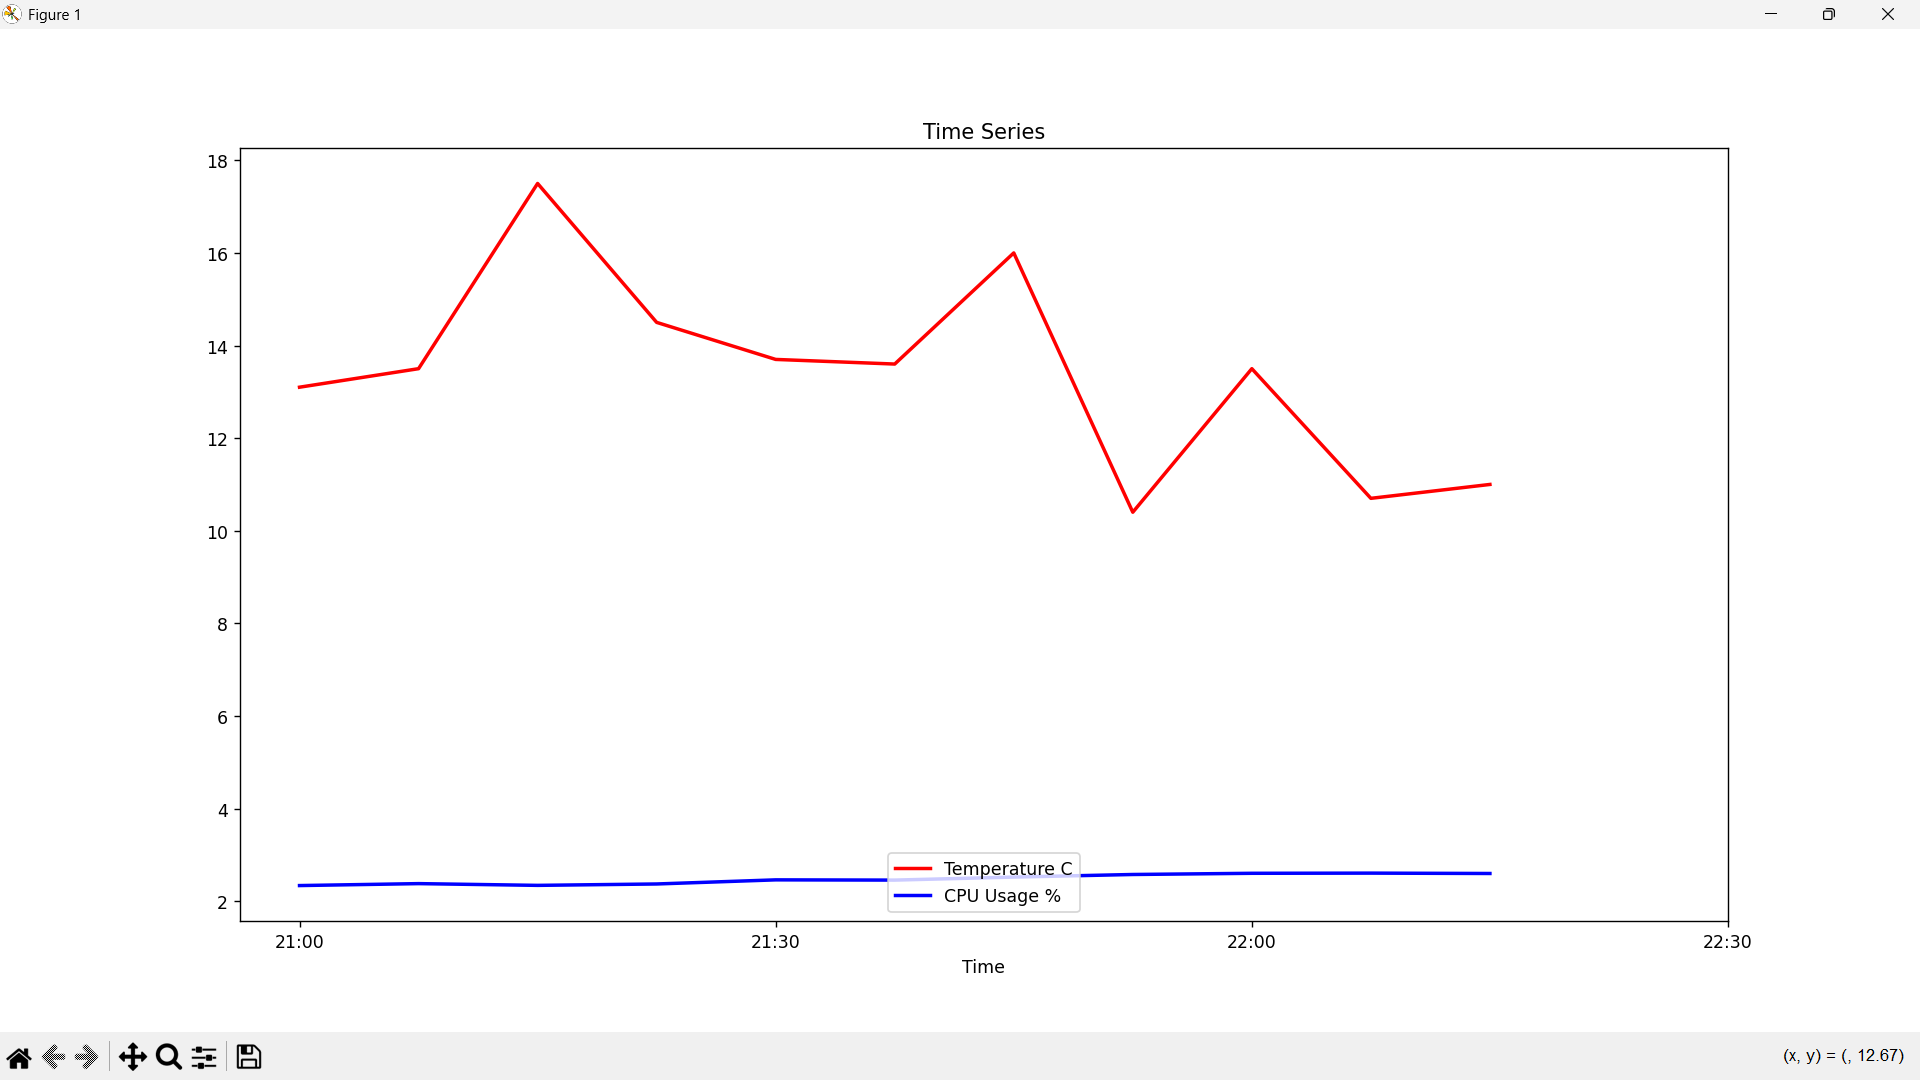 Figure 1
Time Series
18
16
14
12
10
8
6
4
2
Temperature C
CPU Usage %
21:00 21:30 22:00 22:30
Time
(x, y) = (, 12.67)